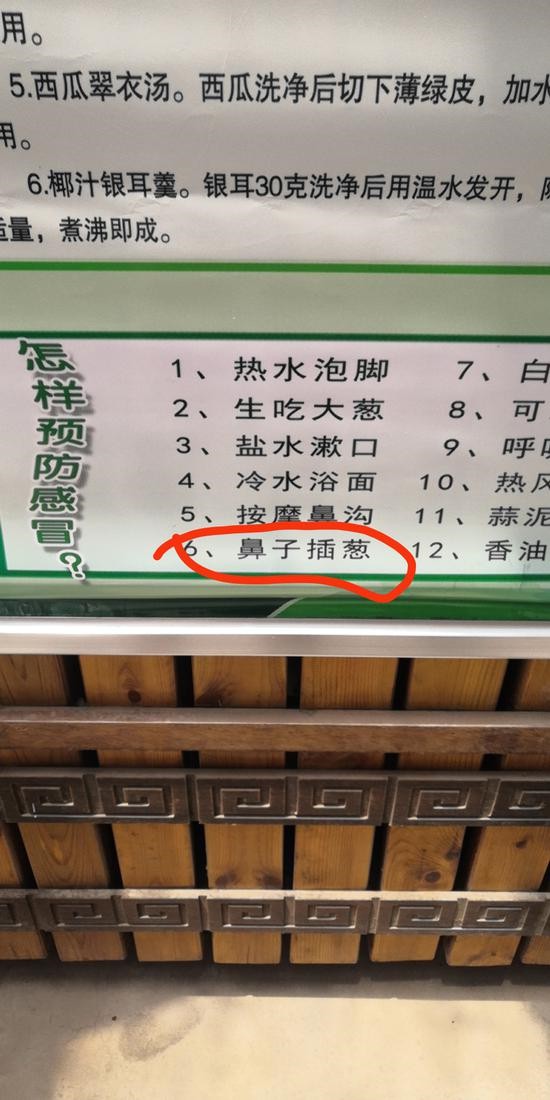 用。
5.西瓜翠衣汤。西瓜洗净后切下薄绿皮，加水
用。
6.椰汁银耳羹。银耳30克洗净后用温水发开，除
适量，煮沸即成。
怎样预防感冒？
1、热水泡脚 7、白
2、生吃大葱 8、可
3、盐水漱口 9、呼吸
4、冷水浴面 10、热风
5、按摩鼻沟 11、蒜泥
6、鼻子插葱 12、香油